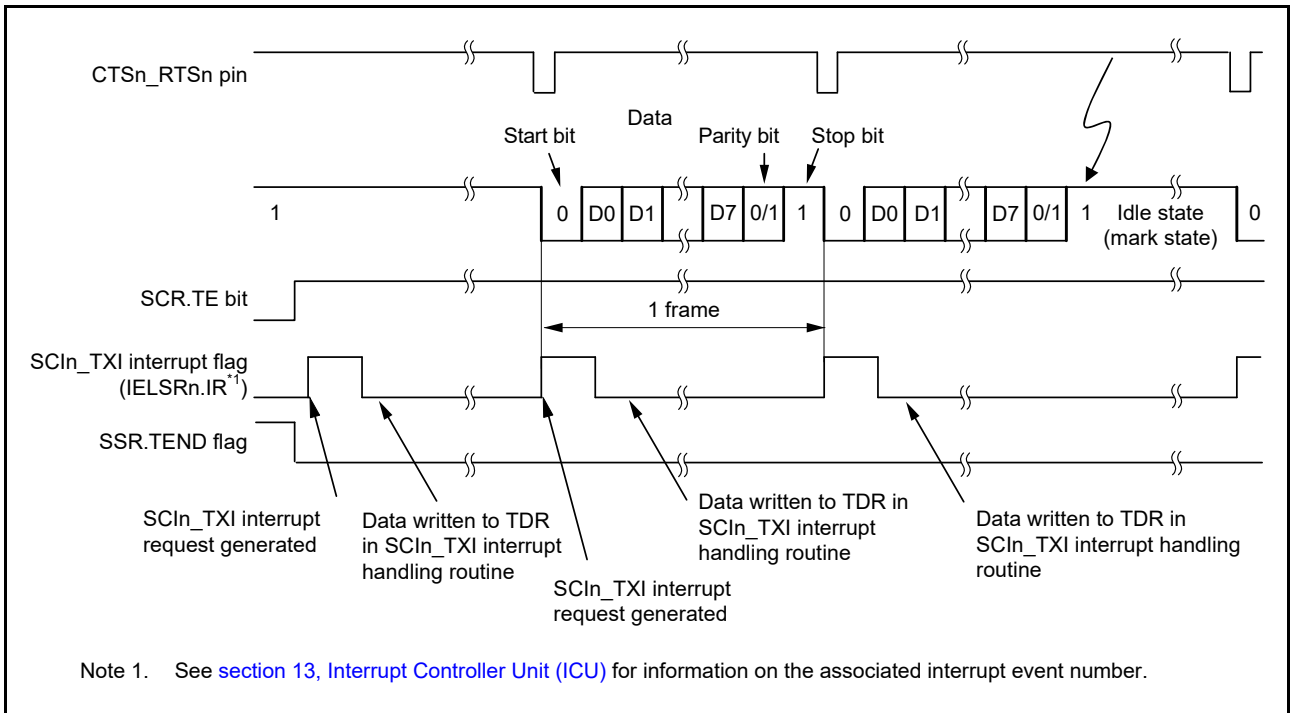 CTSn_RTSn pin
Data
Start bit
Parity bit
Stop bit
1
0
D0
D1
D7
0/1
1
0
D0
D1
D7
0/1
1
Idle state
(mark state)
0
SCR.TE bit
1 frame
SCIn_TXI interrupt flag
(IELSRn.IR*1)
SSR.TEND flag
SCIn_TXI interrupt
request generated
Data written to TDR
in SCIn_TXI interrupt
handling routine
SCIn_TXI interrupt
request generated
Data written to TDR in
SCIn_TXI interrupt
handling routine
Data written to TDR in
SCIn_TXI interrupt handling
routine
Note 1. See section 13, Interrupt Controller Unit (ICU) for information on the associated interrupt event number.